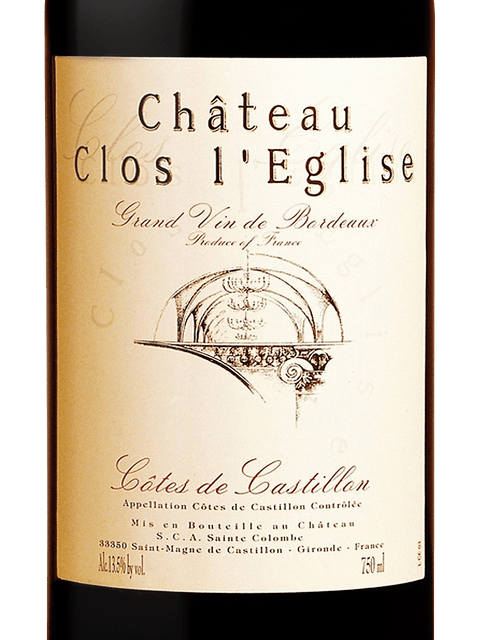 Château
Clos l'Eglise
Grand Vin de Bordeaux
Produce of France
Côtes de Castillon
Appellation Côtes de Castillon Contrôlée
Mis en Bouteille au Château
S.C.A. Sainte Colombe
33350 Saint-Magne de Castillon - Gironde - France
Alc.13.5% by vol.
750 ml